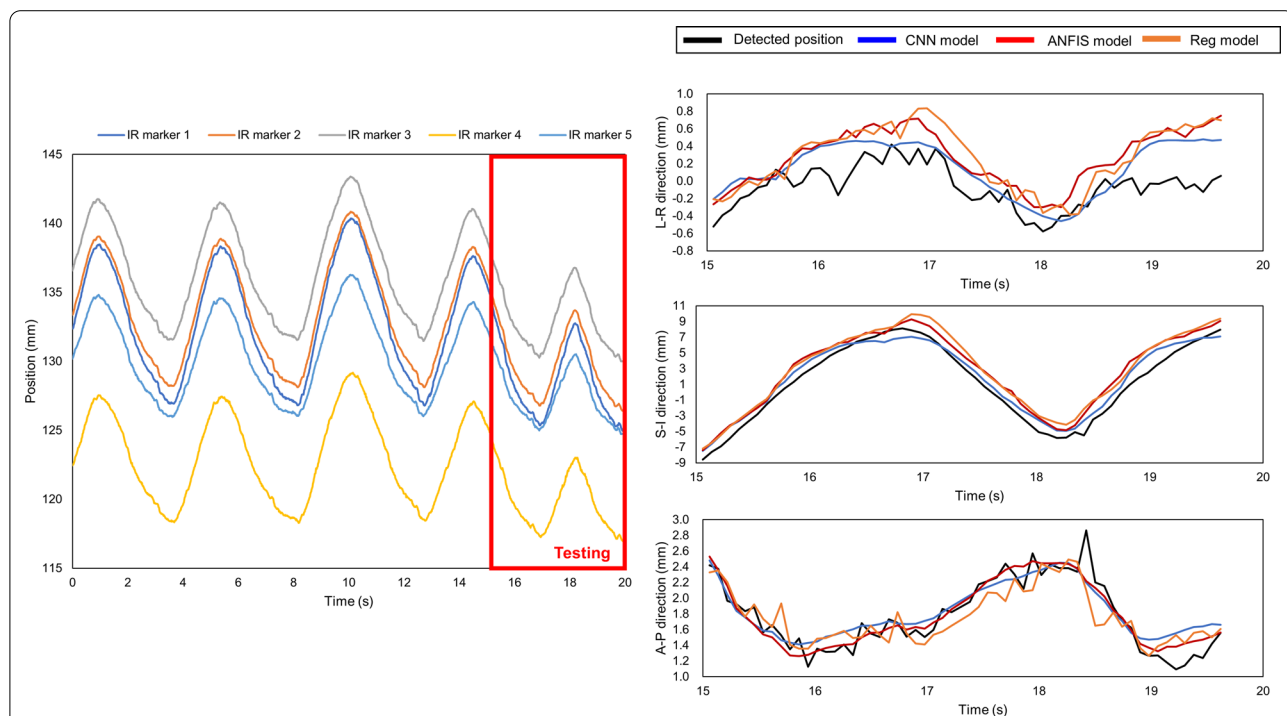 Detected position CNN model ANFIS model Reg model
IR marker 1 IR marker 2 IR marker 3 IR marker 4 IR marker 5
145
140
135
130
125
120
115
Position (mm)
0 2 4 6 8 10 12 14 16 18 20
Time (s)
Testing
1.0
0.8
0.6
0.4
0.2
0.0
-0.2
-0.4
-0.6
-0.8
L-R direction (mm)
15 16 17 18 19 20
Time (s)
11
9
7
5
3
1
-1
-3
-5
-7
-9
S-I direction (mm)
15 16 17 18 19 20
Time (s)
3.0
2.8
2.6
2.4
2.2
2.0
1.8
1.6
1.4
1.2
1.0
A-P direction (mm)
15 16 17 18 19 20
Time (s)